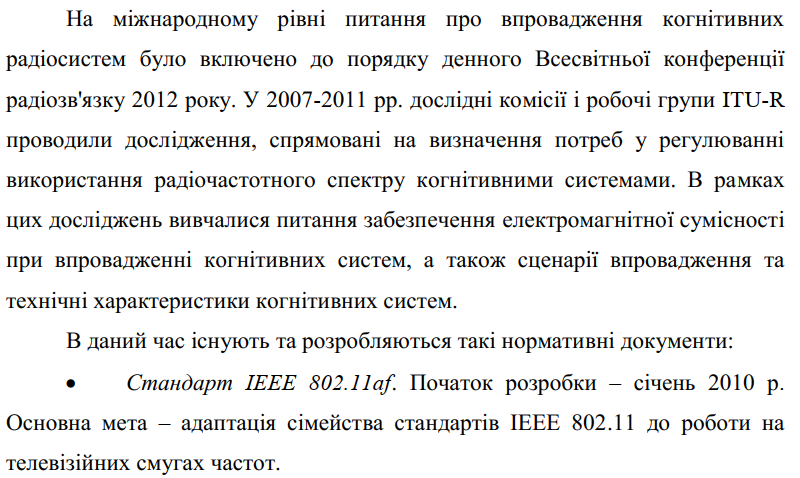 На міжнародному рівні питання про впровадження когнітивних
радіосистем було включено до порядку денного Всесвітньої конференції
радіозв'язку 2012 року. У 2007-2011 рр. дослідні комісії і робочі групи ITU-R
проводили дослідження, спрямовані на визначення потреб у регулюванні
використання радіочастотного спектру когнітивними системами. В рамках
цих досліджень вивчалися питання забезпечення електромагнітної сумісності
при впровадженні когнітивних систем, а також сценарії впровадження та
технічні характеристики когнітивних систем.
В даний час існують та розробляються такі нормативні документи:
• Стандарт IEEE 802.11af. Початок розробки – січень 2010 р.
Основна мета – адаптація сімейства стандартів IEEE 802.11 до роботи на
телевізійних смугах частот.